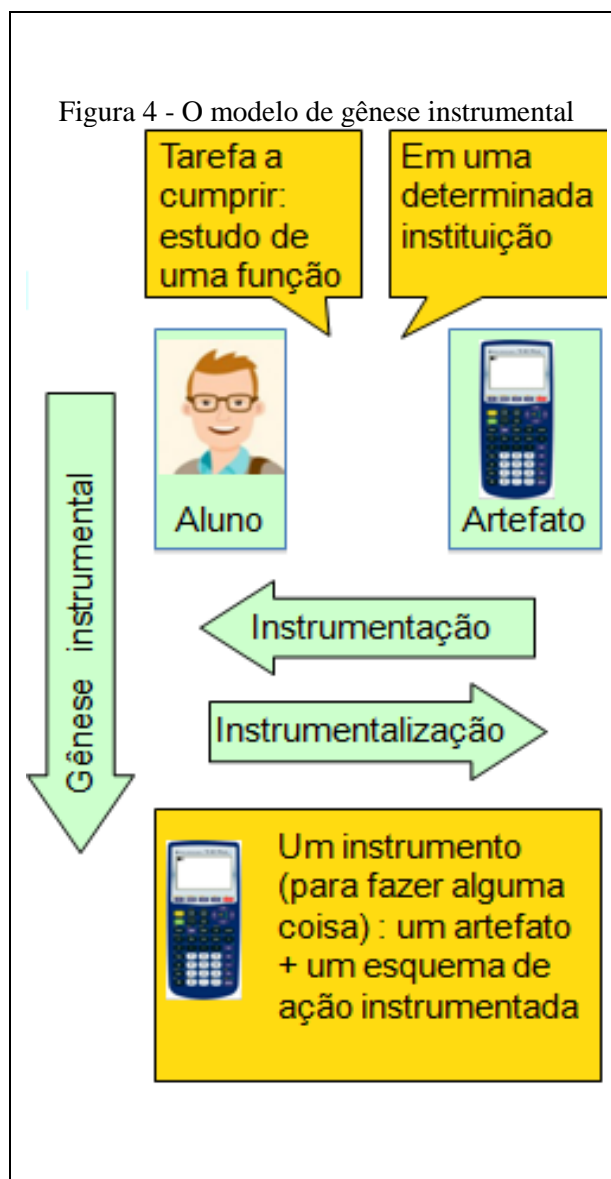 Figura 4 - O modelo de gênese instrumental
Tarefa a
cumprir:
estudo de
uma função
Em uma
determinada
instituição
Aluno
Artefato
Gênese instrumental
Instrumentação
Instrumentalização
Um instrumento
(para fazer alguma
coisa) : um artefato
+ um esquema de
ação instrumentada